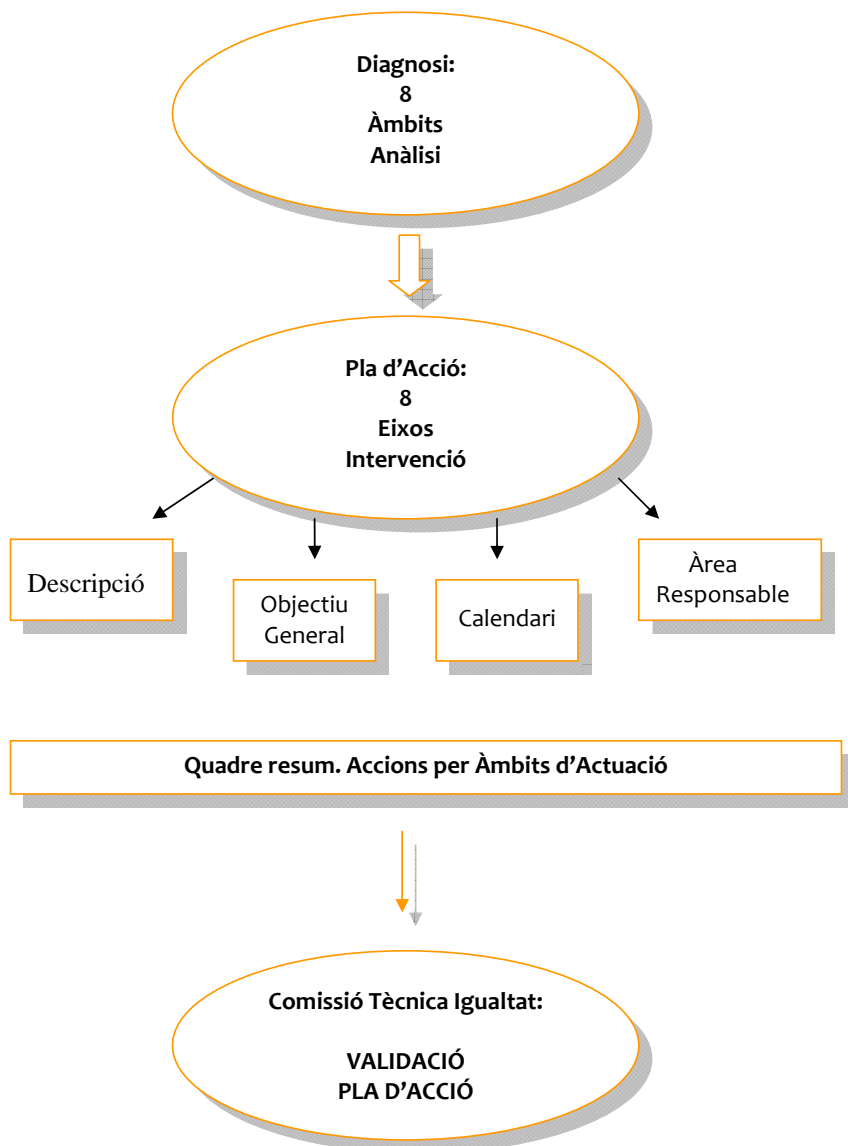 Diagnosi:
8
Àmbits
Anàlisi
Pla d'Acció:
8
Eixos
Intervenció
Descripció
Objectiu
General
Calendari
Àrea
Responsable
Quadre resum. Accions per Àmbits d'Actuació
Comissió Tècnica Igualtat:
VALIDACIÓ
PLA D'ACCIÓ